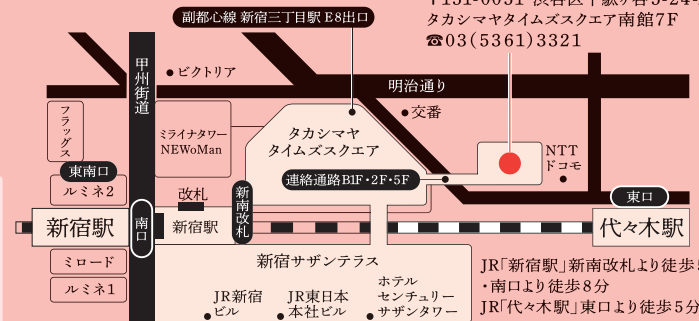 副都心線 新宿三丁目駅 E8出口
〒151-0051 渋谷区千駄ヶ谷5-24-
タカシマヤタイムズスクエア南館7F
☎03(5361)3321
甲州街道
ビクトリア
明治通り
フラッグス
ミライナタワー
NEWoMan
タカシマヤ
タイムズスクエア
交番
NTT
ドコモ
連絡通路B1F・2F・5F
東南口
ルミネ2
改札
新南改札
東口
新宿駅
南口
新宿駅
代々木駅
ミロード
ルミネ1
新宿サザンテラス
JR新宿
ビル
JR東日本
本社ビル
ホテル
センチュリー
サザンタワー
JR「新宿駅」新南改札より徒歩
・南口より徒歩8分
JR「代々木駅」東口より徒歩5分